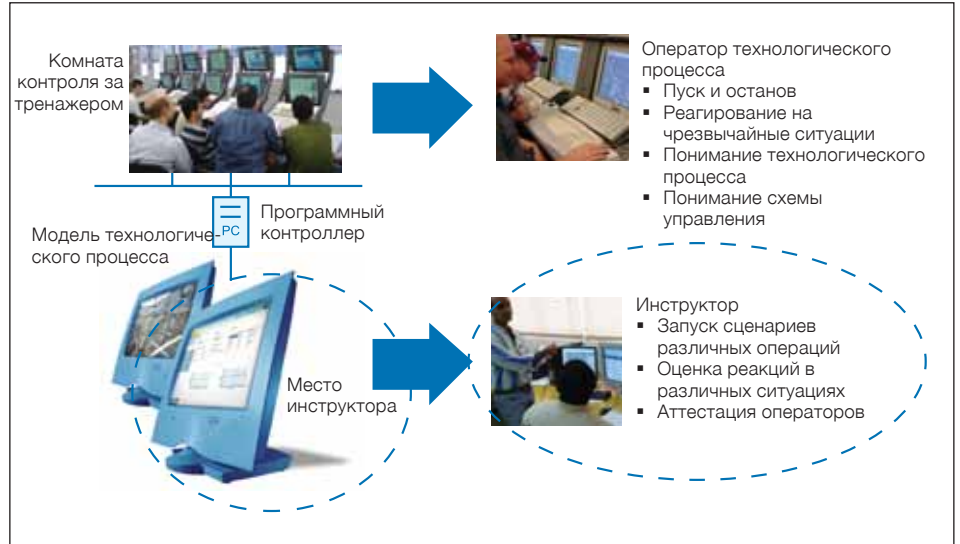 Комната
контроля за
тренажером
Оператор технологического
процесса
▪ Пуск и останов
▪ Реагирование на
чрезвычайные ситуации
▪ Понимание технологического
процесса
▪ Понимание схемы
управления
PC
Программный
контроллер
Модель технологиче-
ского процесса
Место
инструктора
Инструктор
▪ Запуск сценариев
различных операций
▪ Оценка реакций в
различных ситуациях
▪ Аттестация операторов